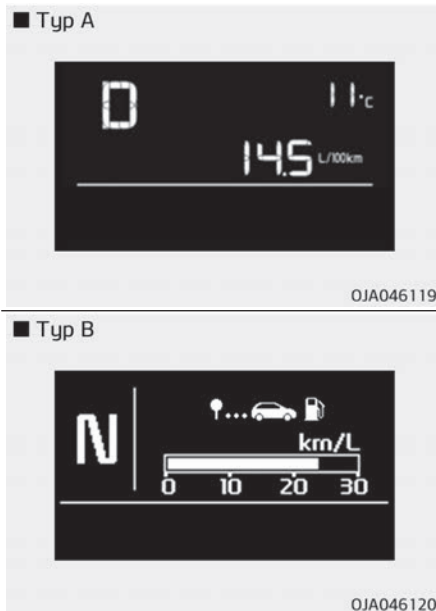 ■ Typ A
D 11°C
14.5 L/100km
OJA046119
■ Typ B
N
km/L
0 10 20 30
OJA046120